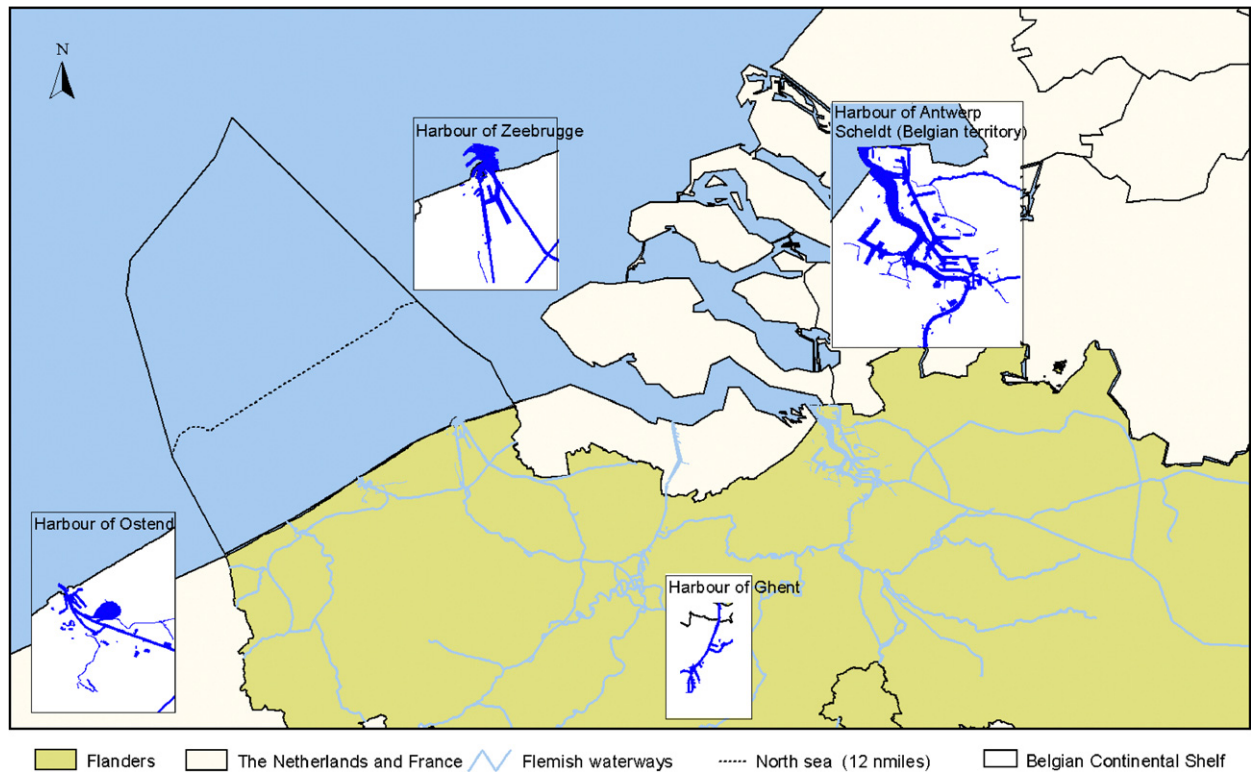 N
Harbour of Zeebrugge
Harbour of Antwerp
Scheldt (Belgian territory)
Harbour of Ostend
Harbour of Ghent
Flanders
The Netherlands and France
Flemish waterways
North sea (12 nmiles)
Belgian Continental Shelf